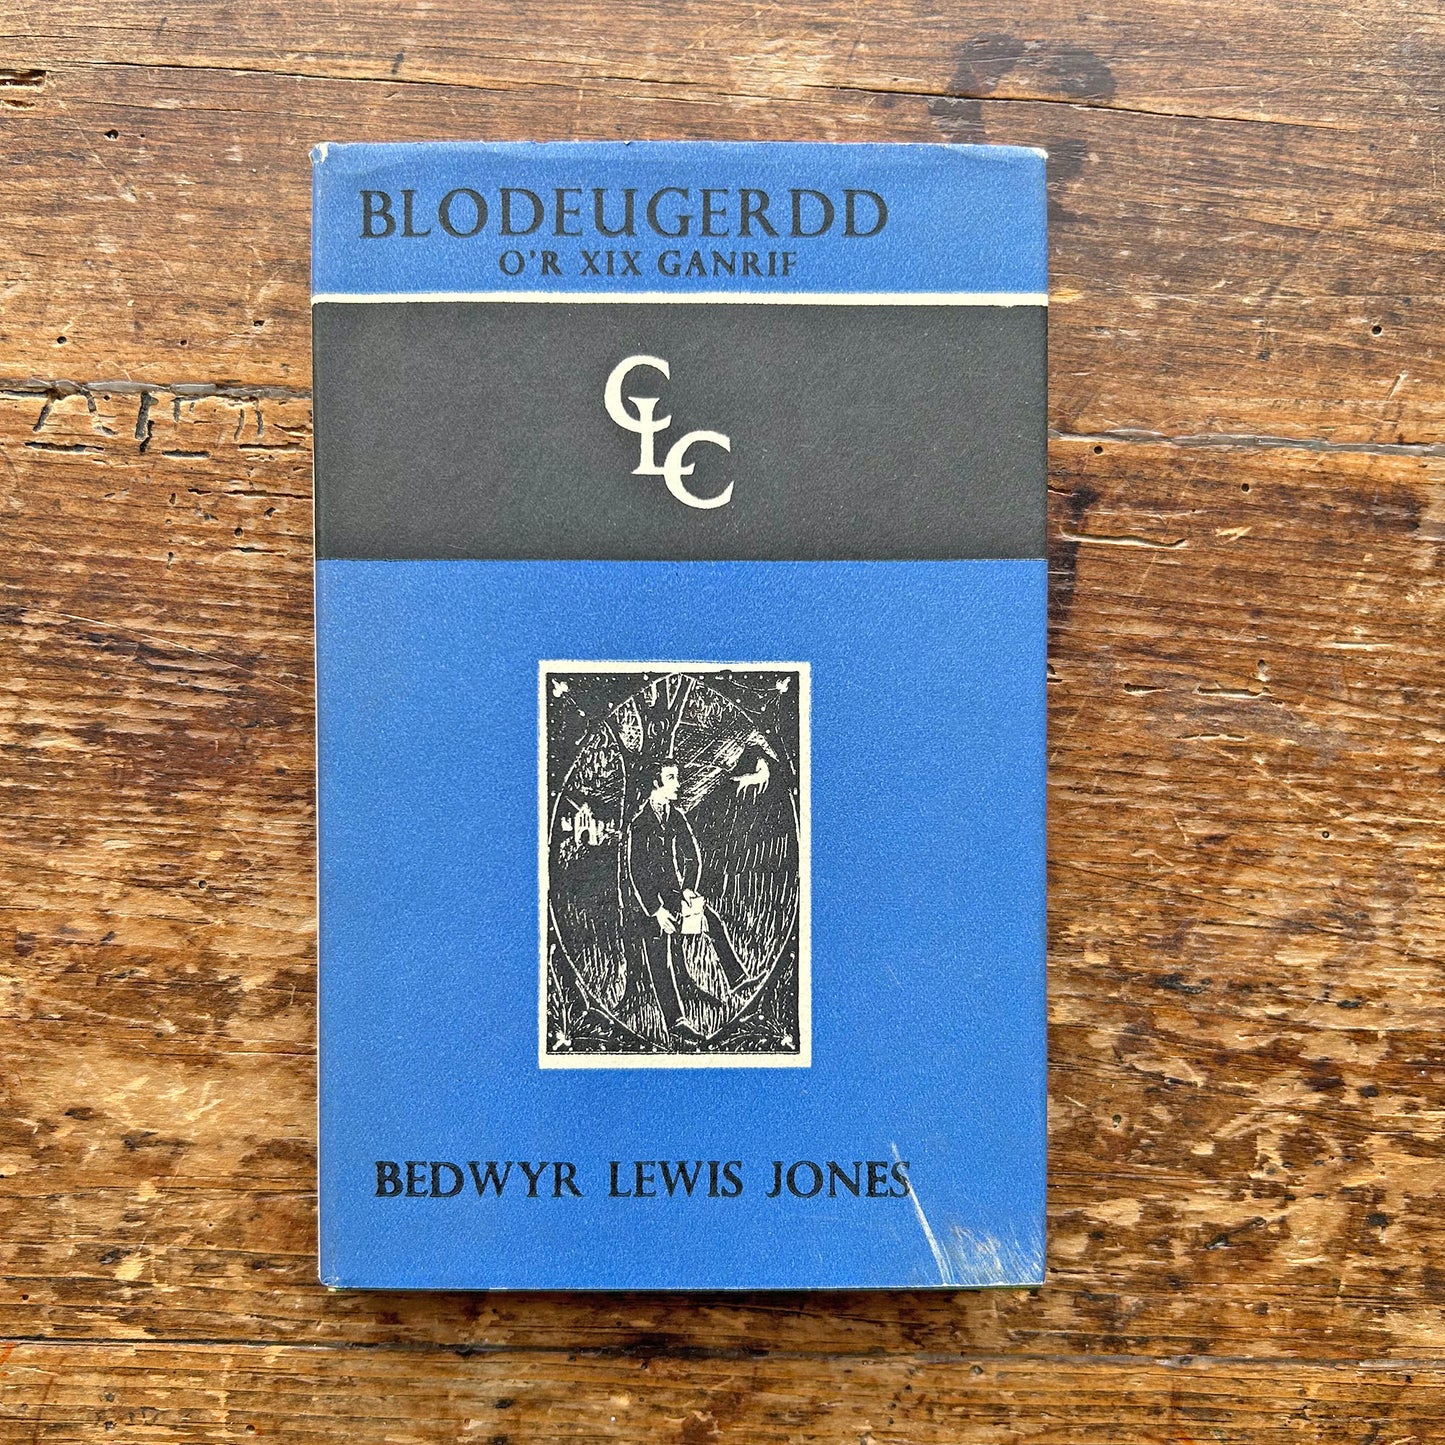 BLODEUGERDD
O'R XIX GANRIF
CLC
BEDWYR LEWIS JONES